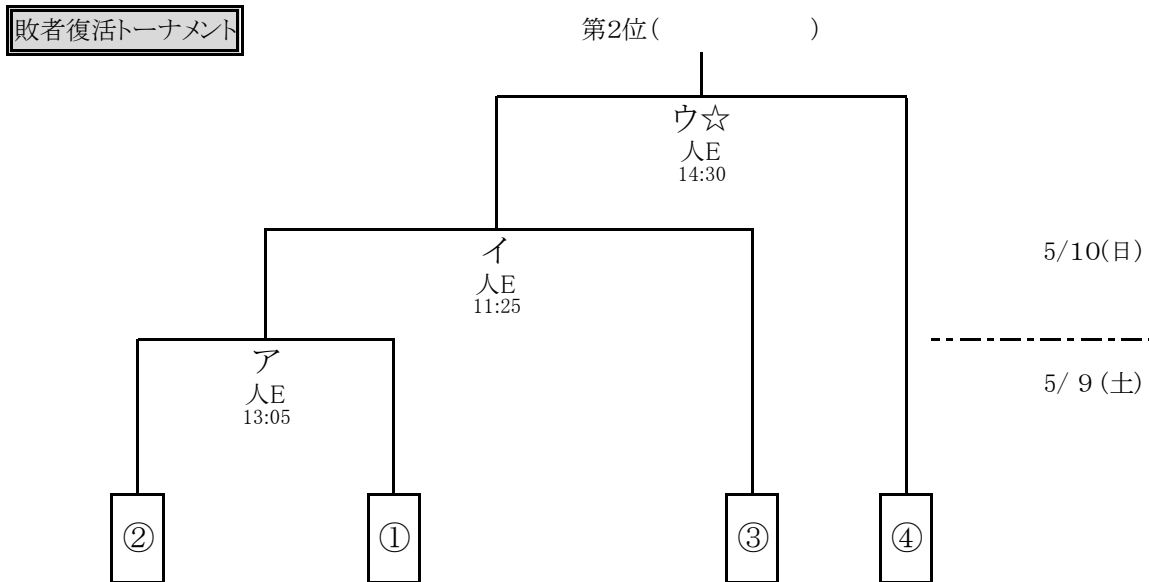 敗者復活トーナメント
第2位(　　　　　　　)
ウ☆
人E
14:30
イ
人E
11:25
5/10(日)
ア
人E
13:05
5/ 9 (土)
② ① ③ ④